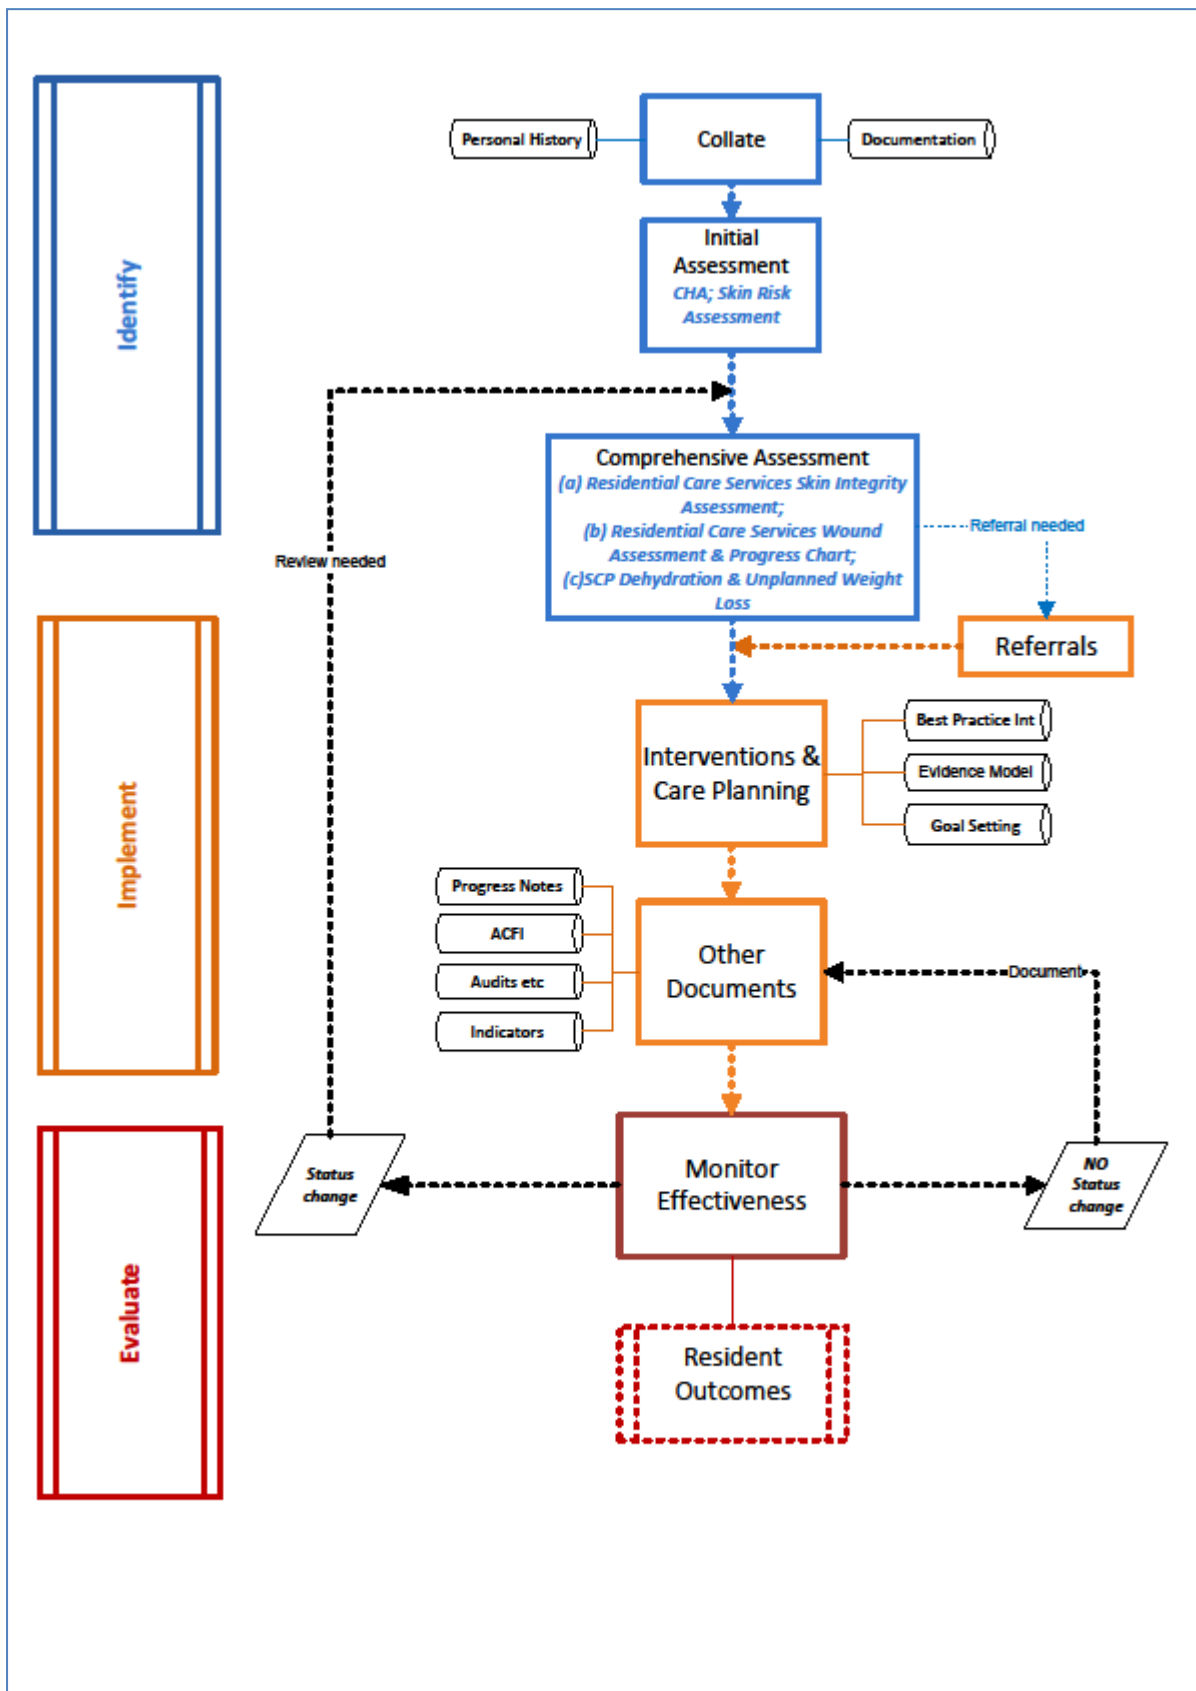 Identify
Implement
Evaluate
Personal History
Collate
Documentation
Initial
Assessment
CHA; Skin Risk
Assessment
Comprehensive Assessment
(a) Residential Care Services Skin Integrity
Assessment;
(b) Residential Care Services Wound
Assessment & Progress Chart;
(c)SCP Dehydration & Unplanned Weight
Loss
Referral needed
Review needed
Referrals
Interventions &
Care Planning
Best Practice Int
Evidence Model
Goal Setting
Progress Notes
ACFI
Audits etc
Indicators
Other
Documents
Document
Monitor
Effectiveness
Status
change
NO
Status
change
Resident
Outcomes